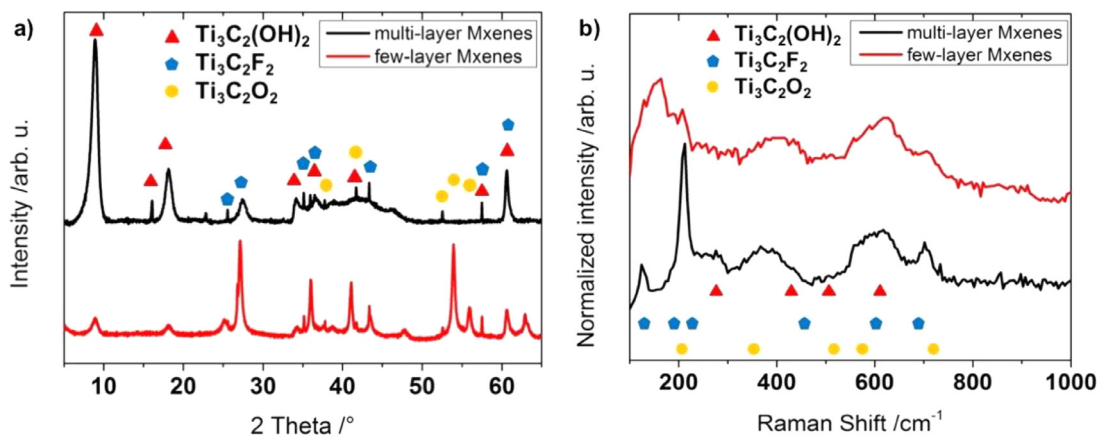 a)
Intensity /arb. u.
Ti3C2(OH)2
Ti3C2F2
Ti3C2O2
multi-layer Mxenes
few-layer Mxenes
10 20 30 40 50 60
2 Theta /°
b)
Normalized intensity /arb. u.
Ti3C2(OH)2
Ti3C2F2
Ti3C2O2
multi-layer Mxenes
few-layer Mxenes
200 400 600 800 1000
Raman Shift /cm-1